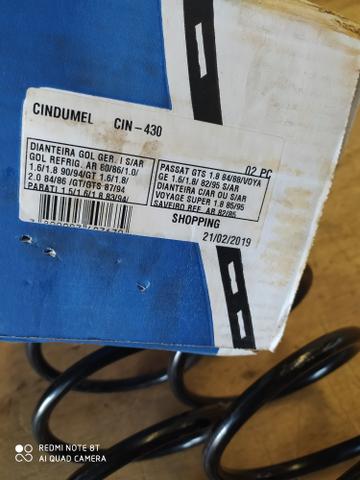 CINDUMEL CIN-430
02 PC
DIANTEIRA GOL GER. I S/AR
GOL REFRIG. AR 80/86/1.0/
1.6/1.8 90/94/GT 1.6/1.8/
2.0 84/86 /GT/GTS 87/94
PARATI 1.5/1.6/1.8 83/94/
PASSAT GTS 1.8 84/88/VOYA
GE 1.6/1.8/ 82/95 S/AR
DIANTEIRA C/AR OU S/AR
VOYAGE SUPER 1.8 85/95
SAVEIRO REF. AR 82/95
SHOPPING
21/02/2019
REDMI NOTE 8T
AI QUAD CAMERA